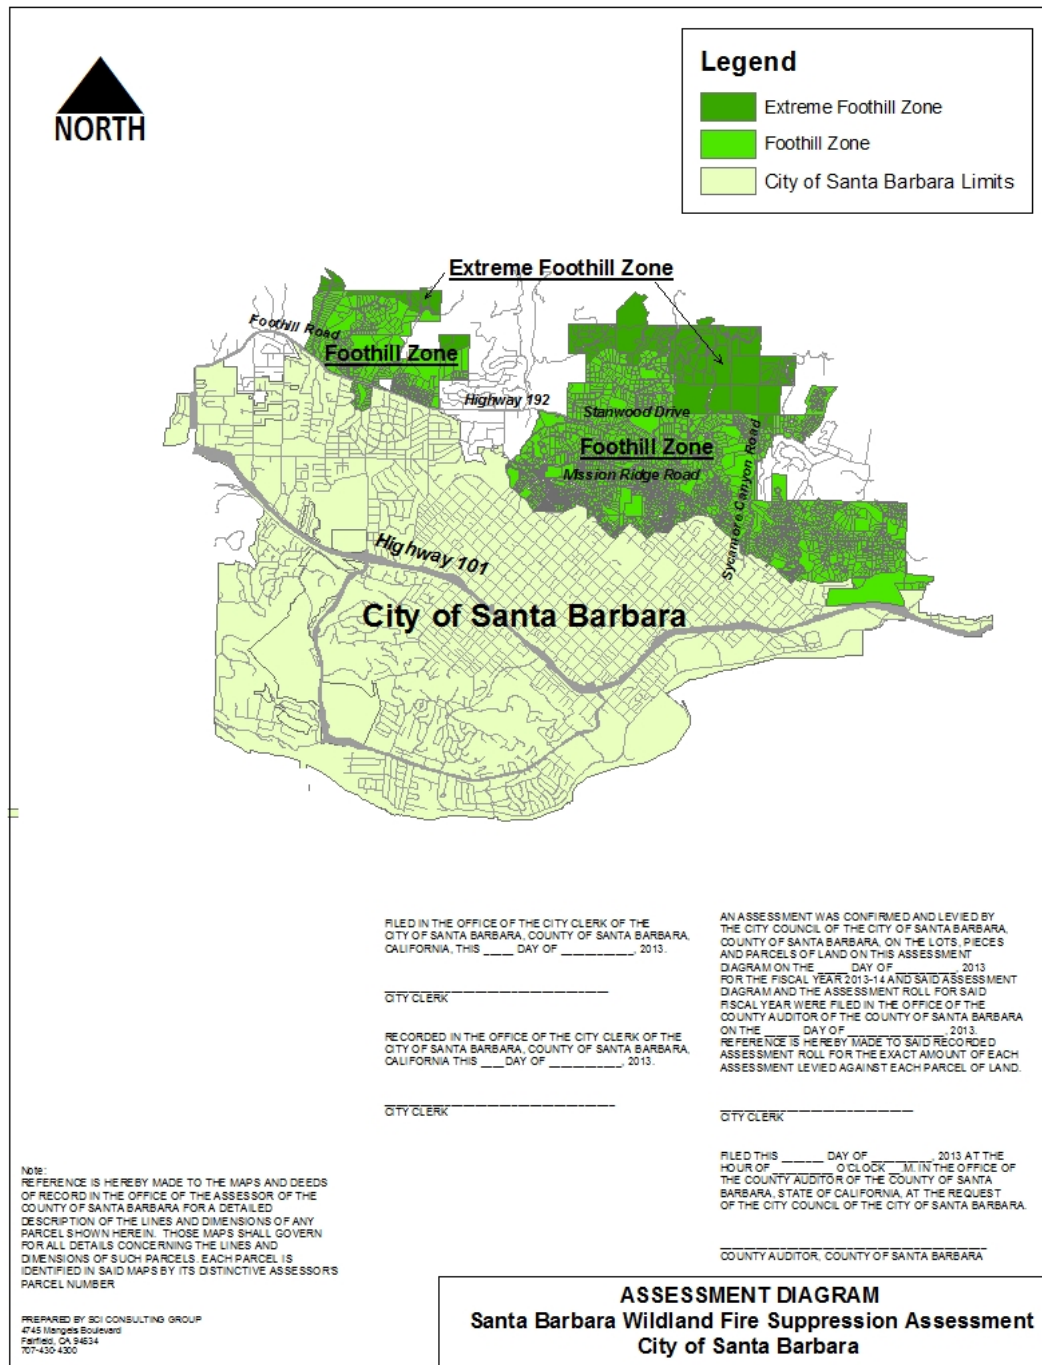 NORTH
Legend
Extreme Foothill Zone
Foothill Zone
City of Santa Barbara Limits
Extreme Foothill Zone
Foothill Road
Foothill Zone
Highway 192
Stanwood Drive
Foothill Zone
Mission Ridge Road
Sycamore Canyon Road
Highway 101
City of Santa Barbara
FILED IN THE OFFICE OF THE CITY CLERK OF THE
CITY OF SANTA BARBARA, COUNTY OF SANTA BARBARA,
CALIFORNIA, THIS _____ DAY OF ____________, 2013.
CITY CLERK
RECORDED IN THE OFFICE OF THE CITY CLERK OF THE
CITY OF SANTA BARBARA, COUNTY OF SANTA BARBARA,
CALIFORNIA THIS ____DAY OF ____________, 2013.
CITY CLERK
AN ASSESSMENT WAS CONFIRMED AND LEVIED BY
THE CITY COUNCIL OF THE CITY OF SANTA BARBARA,
COUNTY OF SANTA BARBARA, ON THE LOTS, PIECES
AND PARCELS OF LAND ON THIS ASSESSMENT
DIAGRAM ON THE _____ DAY OF __________, 2013
FOR THE FISCAL YEAR 2013-14 AND SAID ASSESSMENT
DIAGRAM AND THE ASSESSMENT ROLL FOR SAID
FISCAL YEAR WERE FILED IN THE OFFICE OF THE
COUNTY AUDITOR OF THE COUNTY OF SANTA BARBARA
ON THE ______ DAY OF ________________, 2013.
REFERENCE IS HEREBY MADE TO SAID RECORDED
ASSESSMENT ROLL FOR THE EXACT AMOUNT OF EACH
ASSESSMENT LEVIED AGAINST EACH PARCEL OF LAND.
CITY CLERK
FILED THIS _______ DAY OF __________, 2013 AT THE
HOUR OF __________ O'CLOCK __.M. IN THE OFFICE OF
THE COUNTY AUDITOR OF THE COUNTY OF SANTA
BARBARA, STATE OF CALIFORNIA, AT THE REQUEST
OF THE CITY COUNCIL OF THE CITY OF SANTA BARBARA.
COUNTY AUDITOR, COUNTY OF SANTA BARBARA
Note:
REFERENCE IS HEREBY MADE TO THE MAPS AND DEEDS
OF RECORD IN THE OFFICE OF THE ASSESSOR OF THE
COUNTY OF SANTA BARBARA FOR A DETAILED
DESCRIPTION OF THE LINES AND DIMENSIONS OF ANY
PARCEL SHOWN HEREIN. THOSE MAPS SHALL GOVERN
FOR ALL DETAILS CONCERNING THE LINES AND
DIMENSIONS OF SUCH PARCELS. EACH PARCEL IS
IDENTIFIED IN SAID MAPS BY ITS DISTINCTIVE ASSESSOR'S
PARCEL NUMBER
PREPARED BY SCI CONSULTING GROUP
4745 Mangels Boulevard
Fairfield, CA 94534
707-430-4300
ASSESSMENT DIAGRAM
Santa Barbara Wildland Fire Suppression Assessment
City of Santa Barbara